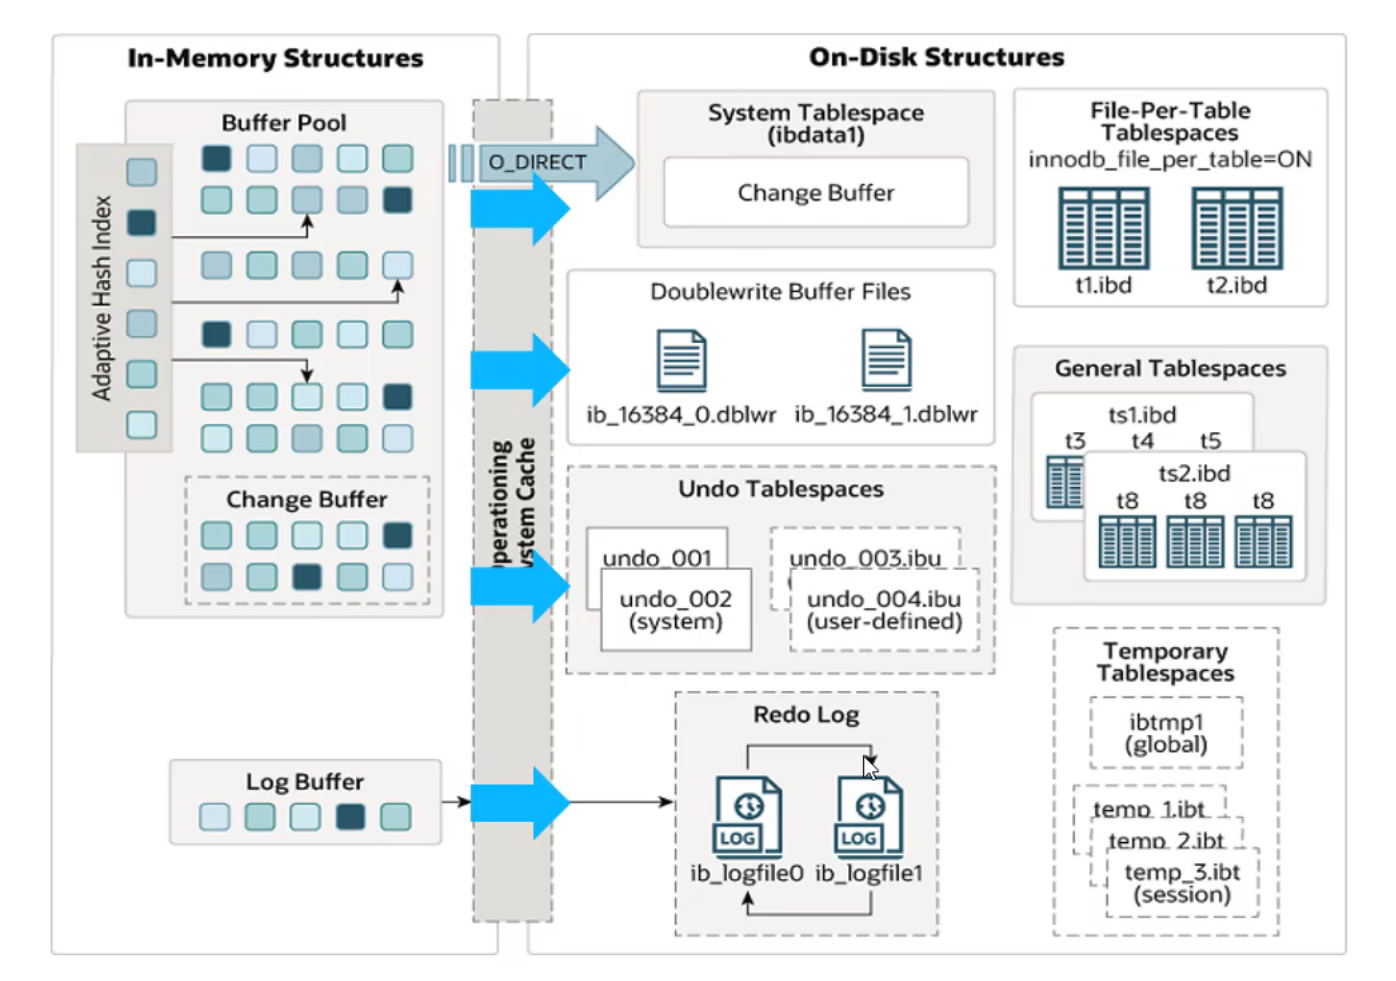 In-Memory Structures
Buffer Pool
Adaptive Hash Index
Change Buffer
Log Buffer
O_DIRECT
On-Disk Structures
System Tablespace
(ibdata1)
Change Buffer
Doublewrite Buffer Files
ib_16384_0.dblwr
ib_16384_1.dblwr
Undo Tablespaces
undo_001
undo_002
(system)
undo_003.ibu
undo_004.ibu
(user-defined)
Redo Log
LOG
LOG
ib_logfile0
ib_logfile1
File-Per-Table
Tablespaces
innodb_file_per_table=ON
t1.ibd
t2.ibd
General Tablespaces
ts1.ibd
t3 t4 t5
ts2.ibd
t8 t8 t8
Temporary
Tablespaces
ibtmp1
(global)
temp_1.ibt
temp_2.ibt
temp_3.ibt
(session)
Cache